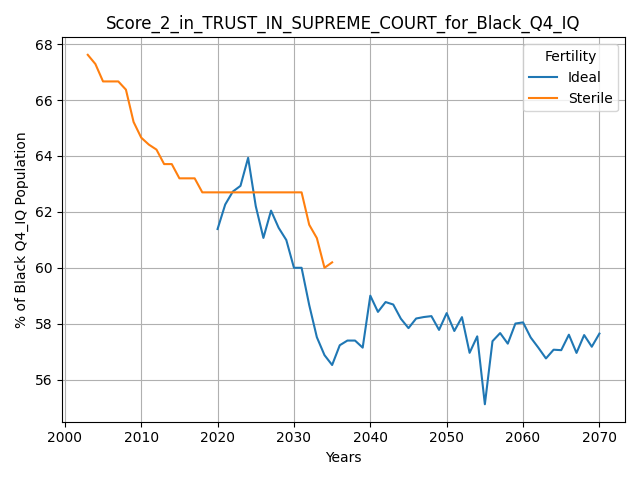 Score_2_in_TRUST_IN_SUPREME_COURT_for_Black_Q4_IQ
68
66
64
62
60
58
56
% of Black Q4_IQ Population
Fertility
Ideal
Sterile
2000 2010 2020 2030 2040 2050 2060 2070
Years